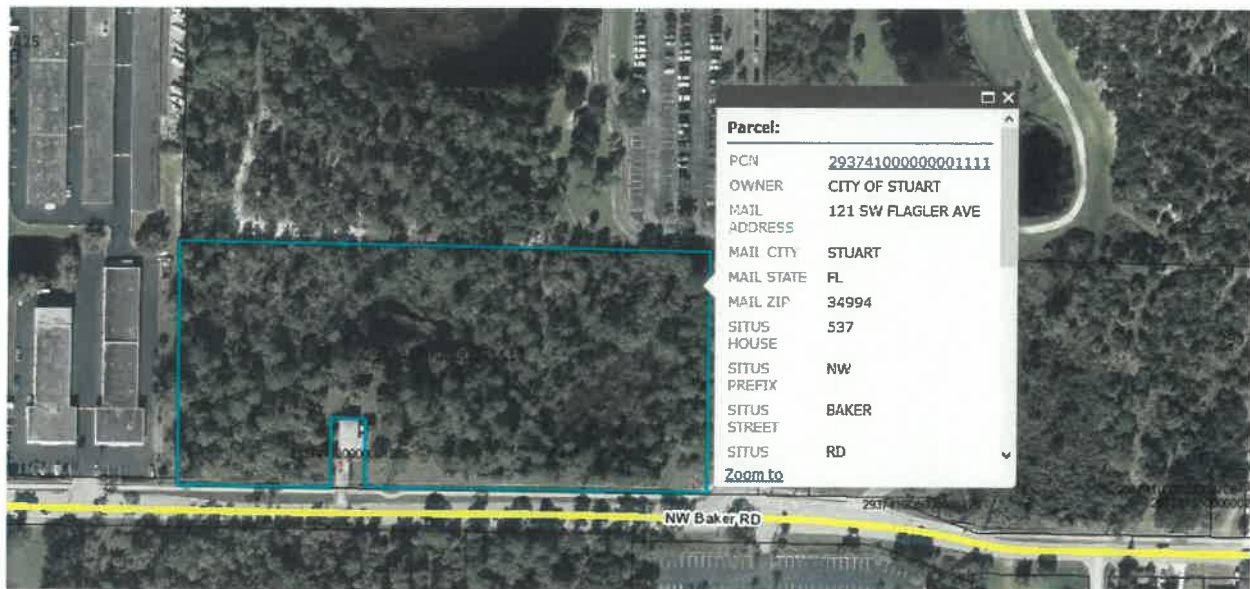 Parcel:
PCN 293741000000001111
OWNER CITY OF STUART
MAIL ADDRESS 121 SW FLAGLER AVE
MAIL CITY STUART
MAIL STATE FL
MAIL ZIP 34994
SITUS HOUSE 537
SITUS PREFIX NW
SITUS STREET BAKER
SITUS RD
Zoom to
NW Baker RD